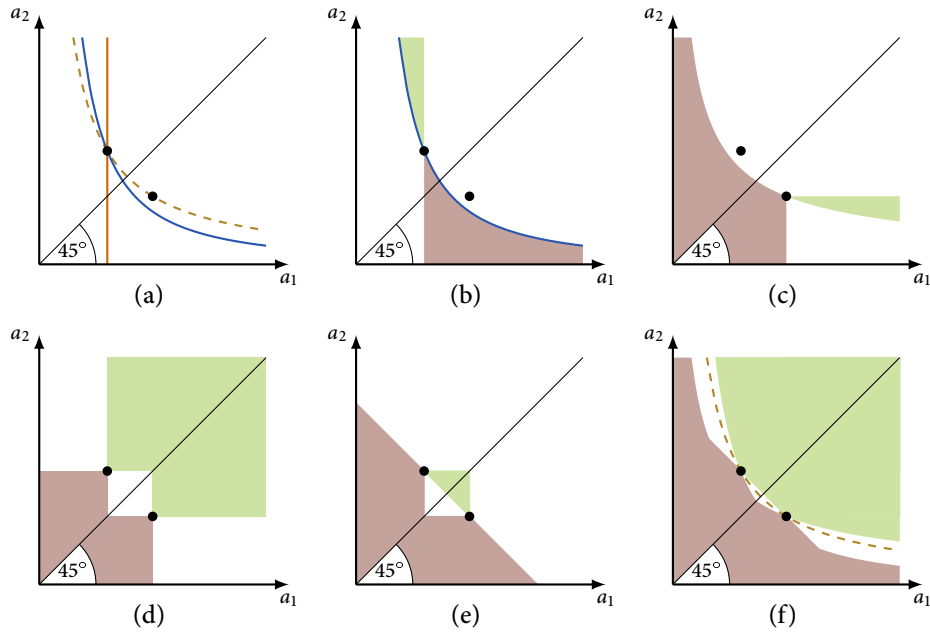 a₂ a₂ a₂
45° 45° 45°
a₁ a₁ a₁
(a) (b) (c)
a₂ a₂ a₂
45° 45° 45°
a₁ a₁ a₁
(d) (e) (f)